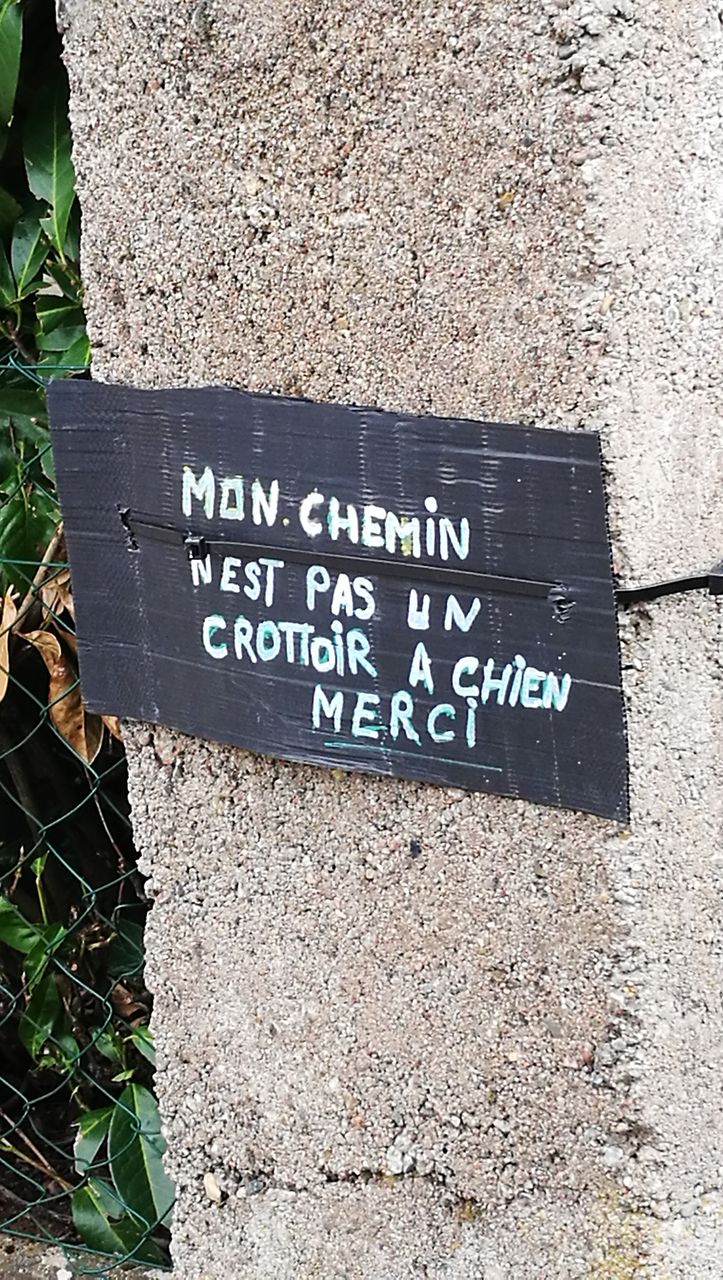 MON CHEMIN
N'EST PAS UN
CROTTOIR A CHIEN
MERCI